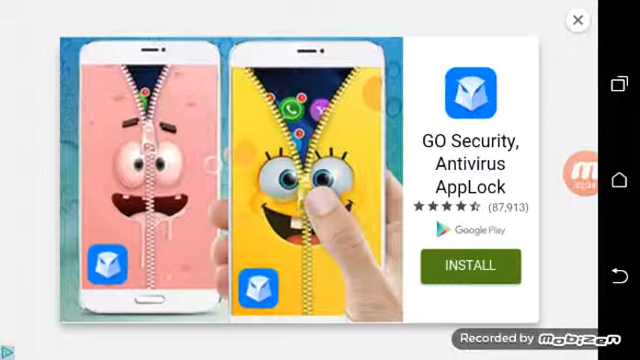 GO Security,
Antivirus
AppLock
(87,913)
Google Play
INSTALL
Recorded by mobizen